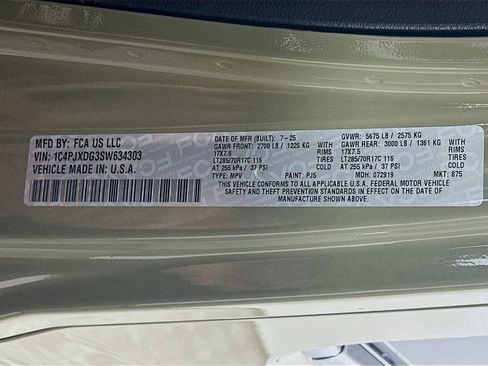 MFD BY: FCA US LLC
VIN: 1C4PJXDG3SW634303
VEHICLE MADE IN: U.S.A.
DATE OF MFR (BUILT): 7-25 GVWR: 5675 LB / 2575 KG
GAWR FRONT: 2700 LB / 1225 KG WITH GAWR REAR: 3000 LB / 1361 KG WITH
17X7.5 RIMS 17X7.5 RIMS
LT285/70R17C 116 TIRES LT285/70R17C 116 TIRES
AT 255 kPa / 37 PSI COLD AT 255 kPa / 37 PSI COLD
TYPE: MPV PAINT: PJ5 MDH: 072919 MKT: 875
THIS VEHICLE CONFORMS TO ALL APPLICABLE U.S.A. FEDERAL MOTOR VEHICLE
SAFETY AND THEFT PREVENTION STANDARDS IN EFFECT ON THE DATE OF
MANUFACTURE SHOWN ABOVE.